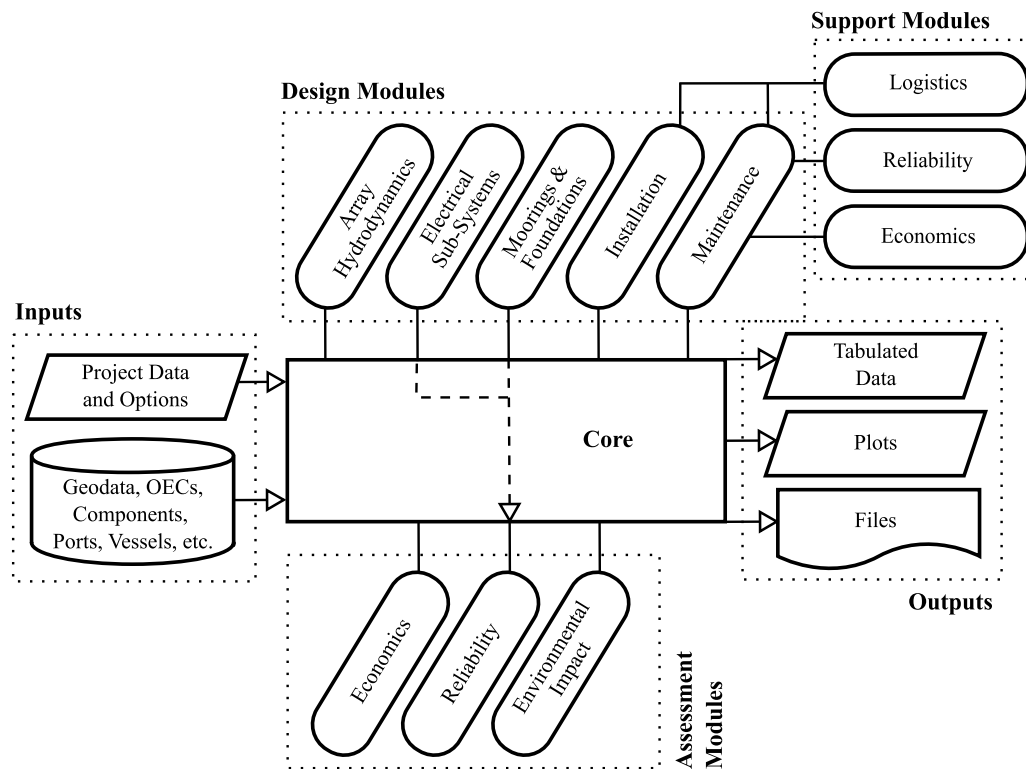 Support Modules
Logistics
Reliability
Economics
Design Modules
Array
Hydrodynamics
Electrical
Sub-Systems
Moorings &
Foundations
Installation
Maintenance
Inputs
Project Data
and Options
Geodata, OECs,
Components,
Ports, Vessels, etc.
Core
Tabulated
Data
Plots
Files
Outputs
Economics
Reliability
Environmental
Impact
Assessment
Modules